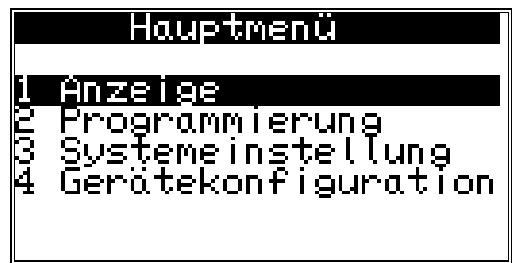 Hauptmenü
1 Anzeige
2 Programmierung
3 Systemeinstellung
4 Gerätekonfiguration